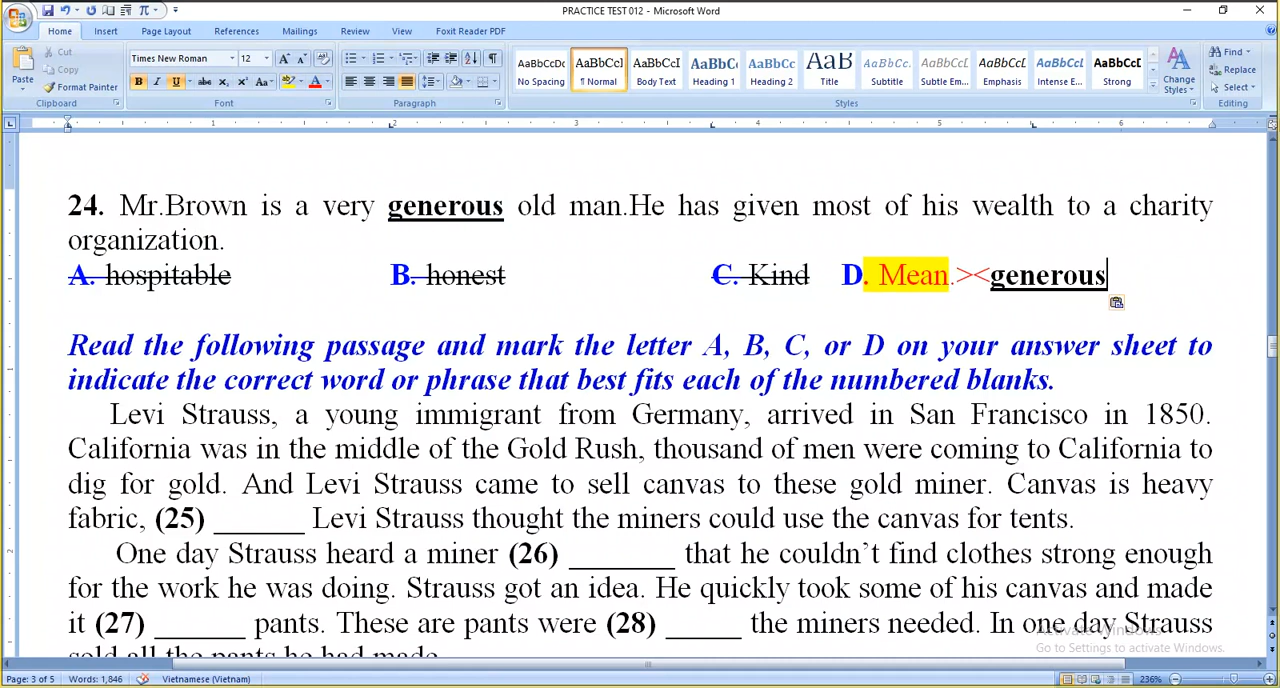 PRACTICE TEST 012 - Microsoft Word
Home Insert Page Layout References Mailings Review View Foxit Reader PDF
Paste
Cut
Copy
Format Painter
Clipboard
Times New Roman 12
Font
Paragraph
AaBbCcDc AaBbCcI AaBbCcI AaBbC AaBbCc AaB AaBbCc. AaBbCcL AaBbCcL AaBbCcL AaBbCcL
No Spacing ¶ Normal Body Text Heading 1 Heading 2 Title Subtitle Subtle Em... Emphasis Intense E... Strong
Styles
Change Styles
Find
Replace
Select
Editing
24. Mr.Brown is a very generous old man.He has given most of his wealth to a charity
organization.
A. hospitable B. honest C. Kind D. Mean.><generous
Read the following passage and mark the letter A, B, C, or D on your answer sheet to
indicate the correct word or phrase that best fits each of the numbered blanks.
Levi Strauss, a young immigrant from Germany, arrived in San Francisco in 1850.
California was in the middle of the Gold Rush, thousand of men were coming to California to
dig for gold. And Levi Strauss came to sell canvas to these gold miner. Canvas is heavy
fabric, (25) _______ Levi Strauss thought the miners could use the canvas for tents.
One day Strauss heard a miner (26) ________ that he couldn't find clothes strong enough
for the work he was doing. Strauss got an idea. He quickly took some of his canvas and made
it (27) _______ pants. These are pants were (28) ______ the miners needed. In one day Strauss
sold all the pants he had made.
Activate Windows
Go to Settings to activate Windows.
Page: 3 of 5 Words: 1,846 Vietnamese (Vietnam) 236%